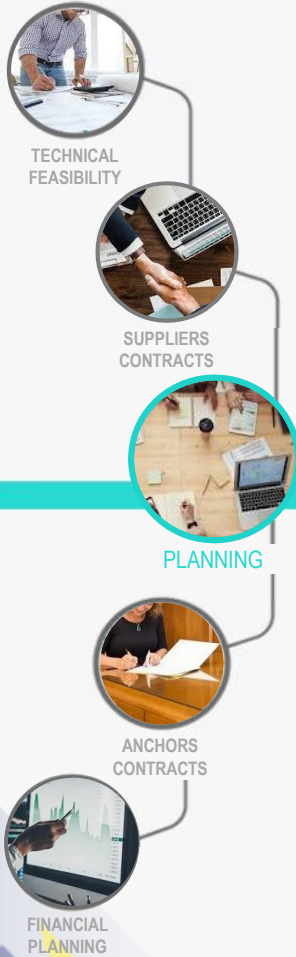 TECHNICAL
FEASIBILITY
SUPPLIERS
CONTRACTS
PLANNING
ANCHORS
CONTRACTS
FINANCIAL
PLANNING